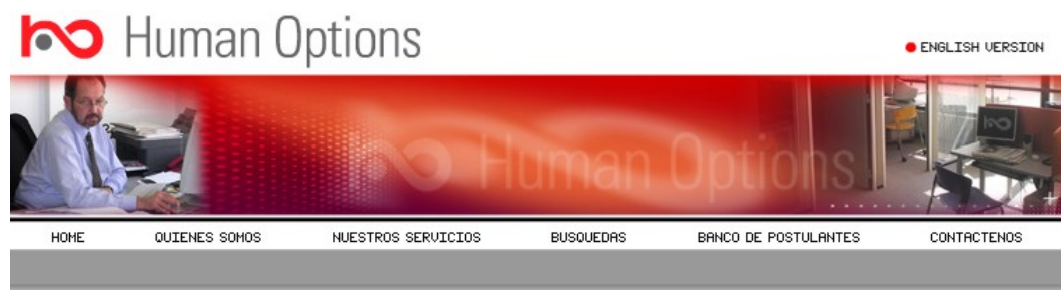 Human Options
ENGLISH VERSION
Human Options
HOME QUIENES SOMOS NUESTROS SERVICIOS BUSQUEDAS BANCO DE POSTULANTES CONTACTENOS